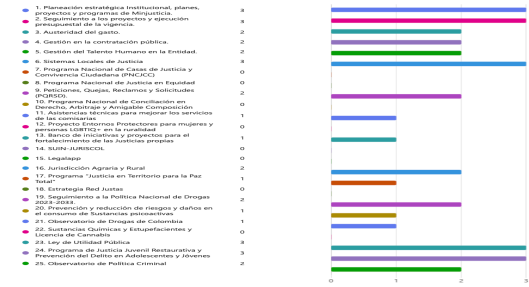 1. Planeación estratégica Institucional, planes,
proyectos y programas de Minjusticia. 3
2. Seguimiento a los proyectos y ejecución
presupuestal de la vigencia. 3
3. Austeridad del gasto. 2
4. Gestión en la contratación pública. 2
5. Gestión del Talento Humano en la Entidad. 2
6. Sistemas Locales de Justicia 3
7. Programa Nacional de Casas de Justicia y
Convivencia Ciudadana (PNCJCC) 0
8. Programa Nacional de Justicia en Equidad 0
9. Peticiones, Quejas, Reclamos y Solicitudes
(PQRSD). 2
10. Programa Nacional de Conciliación en
Derecho, Arbitraje y Amigable Composición 0
11. Asistencias técnicas para mejorar los servicios
de las comisarías 1
12. Proyecto Entornos Protectores para mujeres y
personas LGBTIQ+ en la ruralidad 0
13. Banco de iniciativas y proyectos para el
fortalecimiento de las Justicias propias 1
14. SUIN-JURISCOL 0
15. Legalapp 0
16. Jurisdicción Agraria y Rural 2
17. Programa "Justicia en Territorio para la Paz
Total" 1
18. Estrategia Red Justas 0
19. Seguimiento a la Política Nacional de Drogas
2023-2033. 2
20. Prevención y reducción de riesgos y daños en
el consumo de Sustancias psicoactivas 1
21. Observatorio de Drogas de Colombia 1
22. Sustancias Químicas y Estupefacientes y
Licencia de Cannabis 0
23. Ley de Utilidad Pública 3
24. Programa de Justicia Juvenil Restaurativa y
Prevención del Delito en Adolescentes y Jóvenes 3
25. Observatorio de Política Criminal 2
0 1 2 3